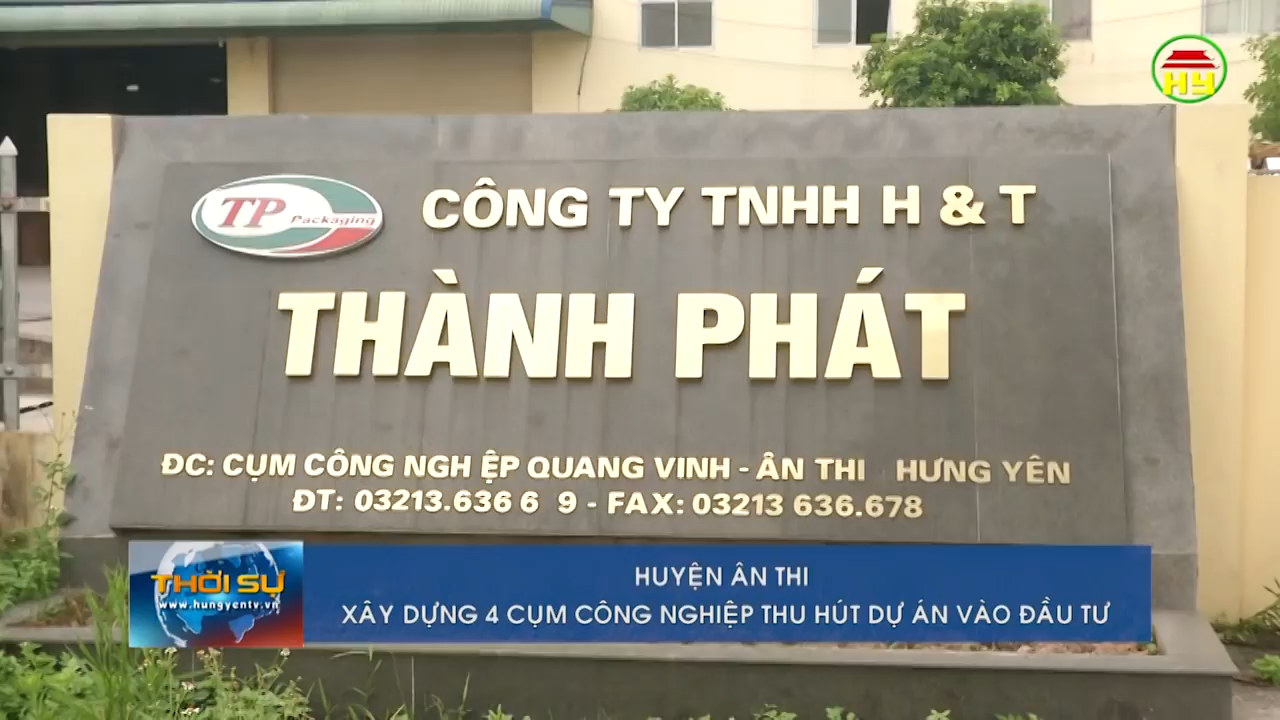 HY
TP Packaging
CÔNG TY TNHH H & T
THÀNH PHÁT
ĐC: CỤM CÔNG NGH ỆP QUANG VINH - ÂN THI HƯNG YÊN
ĐT: 03213.636 6 9 - FAX: 03213 636.678
THỜI SỰ
www.hungyentv.vn
HUYỆN ÂN THI
XÂY DỰNG 4 CỤM CÔNG NGHIỆP THU HÚT DỰ ÁN VÀO ĐẦU TƯ